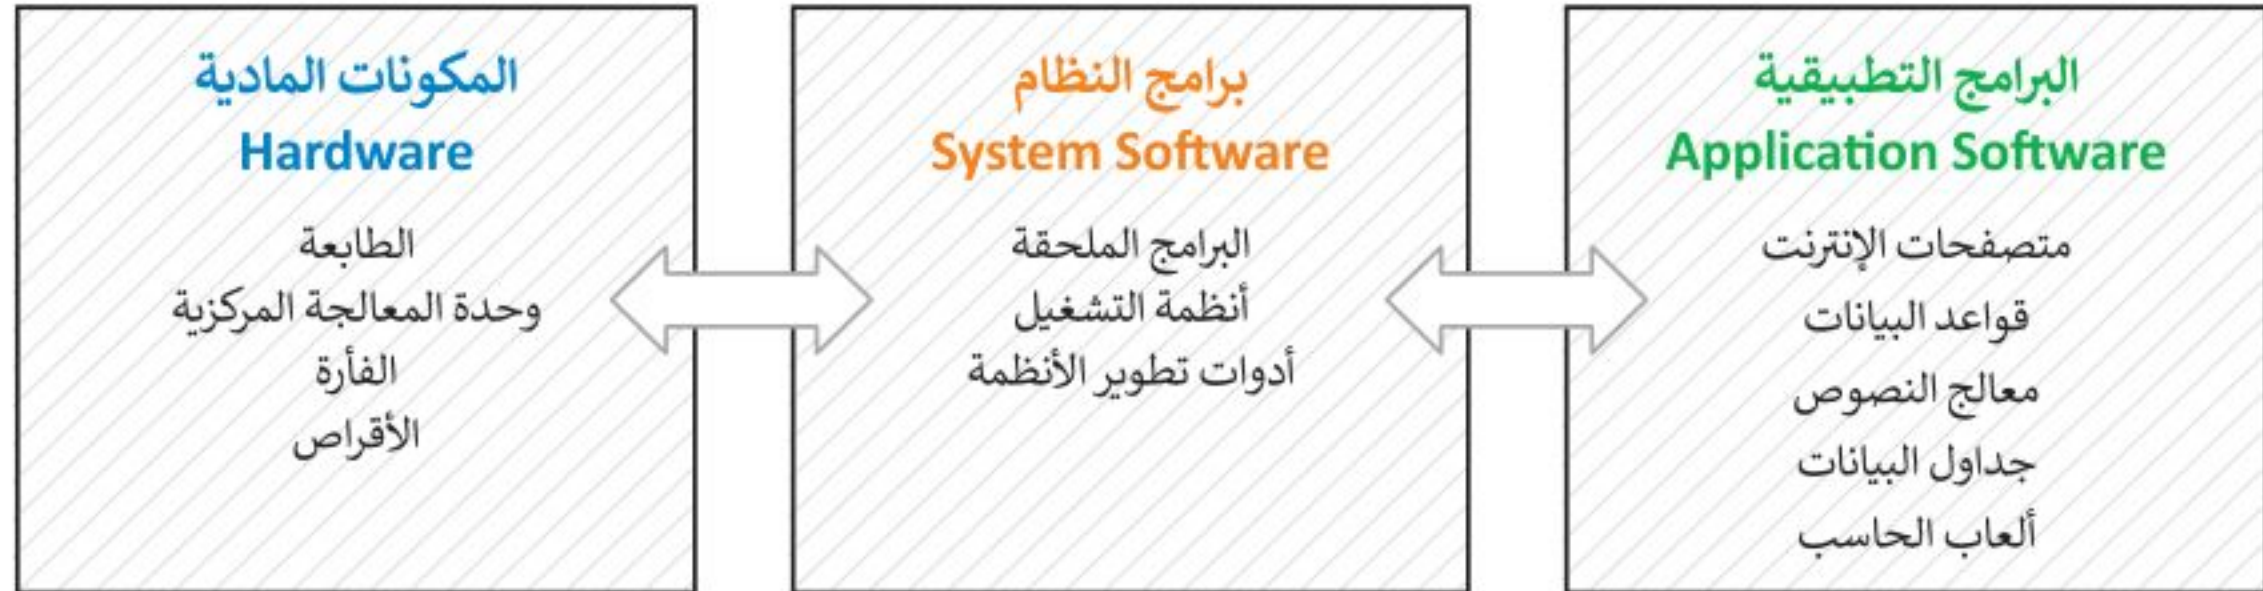 البرامج التطبيقية
Application Software
متصفحات الإنترنت
قواعد البيانات
معالج النصوص
جداول البيانات
ألعاب الحاسب
برامج النظام
System Software
البرامج الملحقة
أنظمة التشغيل
أدوات تطوير الأنظمة
المكونات المادية
Hardware
الطابعة
وحدة المعالجة المركزية
الفأرة
الأقراص